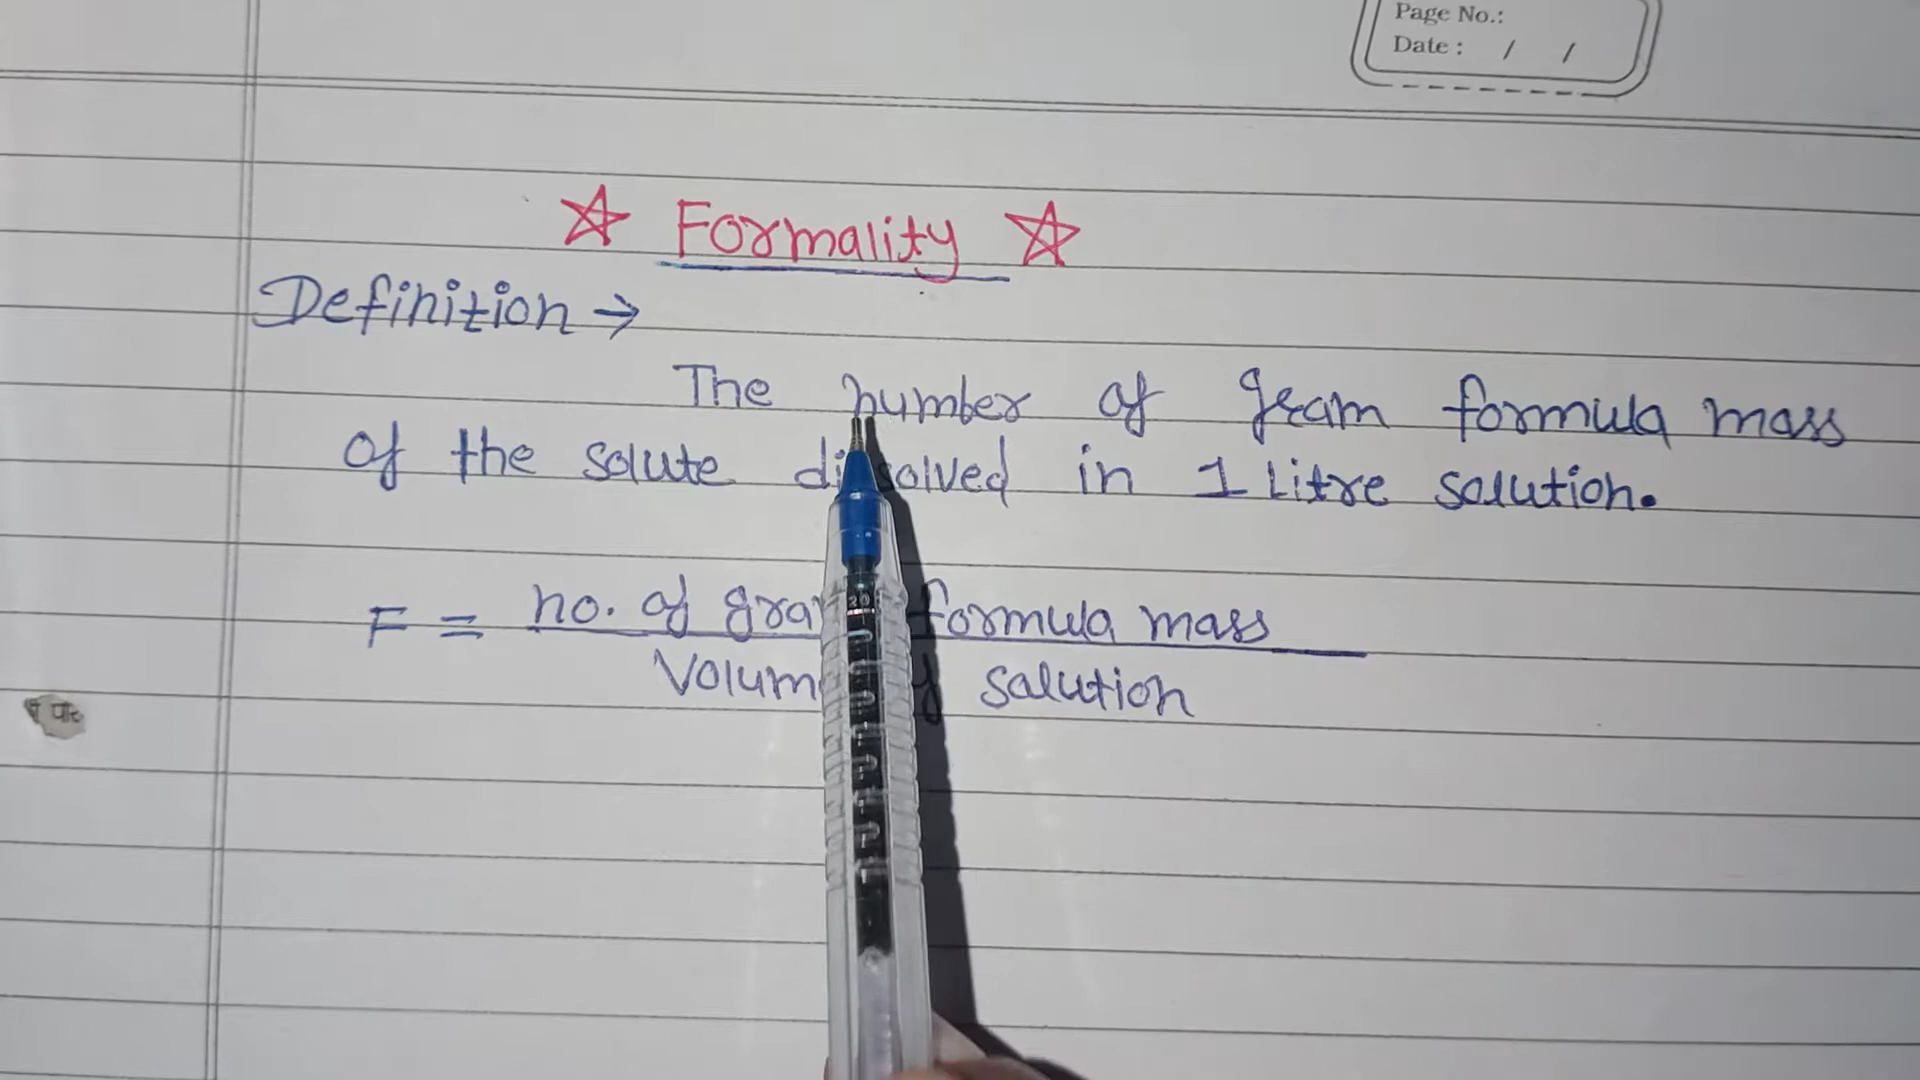 Page No.:
Date: / /
☆ Formality ☆
Definition →
The number of gram formula mass
of the solute dissolved in 1 Litre solution.
F = no. of gram formula mass
Volume of solution